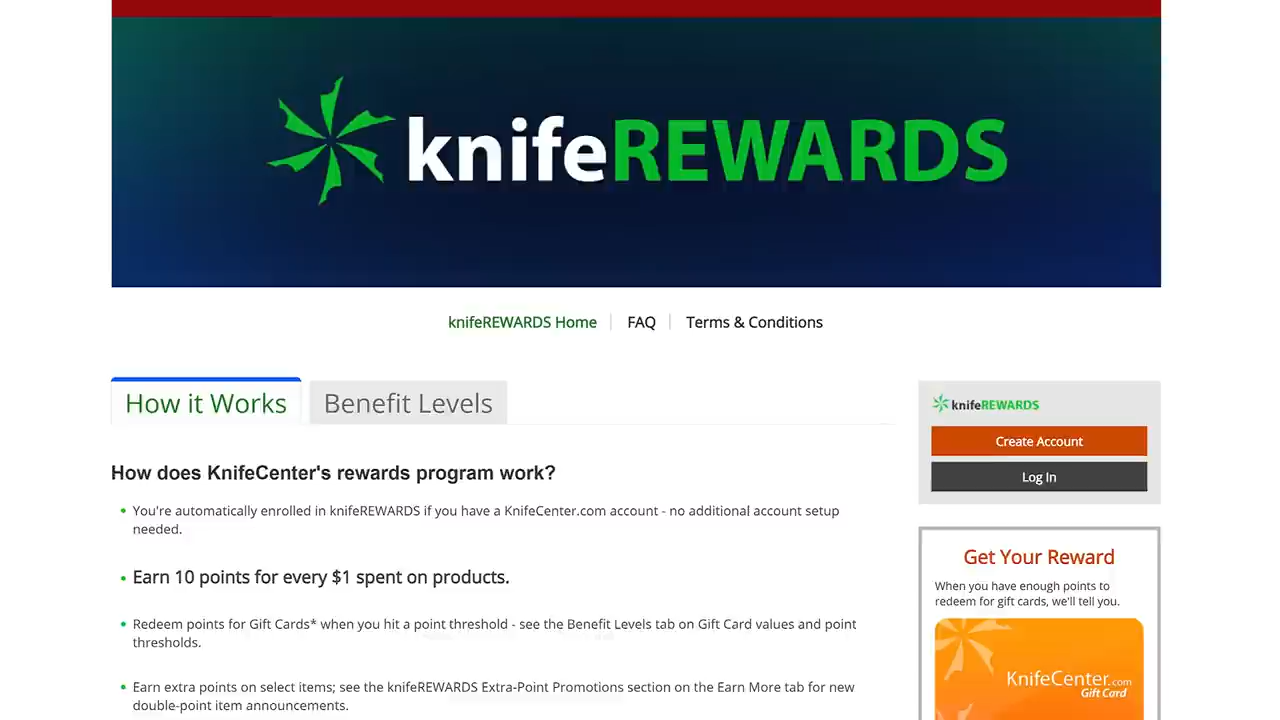 knifeREWARDS
knifeREWARDS Home
FAQ
Terms & Conditions
How it Works
Benefit Levels
How does KnifeCenter's rewards program work?
You're automatically enrolled in knifeREWARDS if you have a KnifeCenter.com account - no additional account setup
needed.
Earn 10 points for every $1 spent on products.
Redeem points for Gift Cards* when you hit a point threshold - see the Benefit Levels tab on Gift Card values and point
thresholds.
Earn extra points on select items; see the knifeREWARDS Extra-Point Promotions section on the Earn More tab for new
double-point item announcements.
knifeREWARDS
Create Account
Log In
Get Your Reward
When you have enough points to
redeem for gift cards, we'll tell you.
KnifeCenter.com
Gift Card